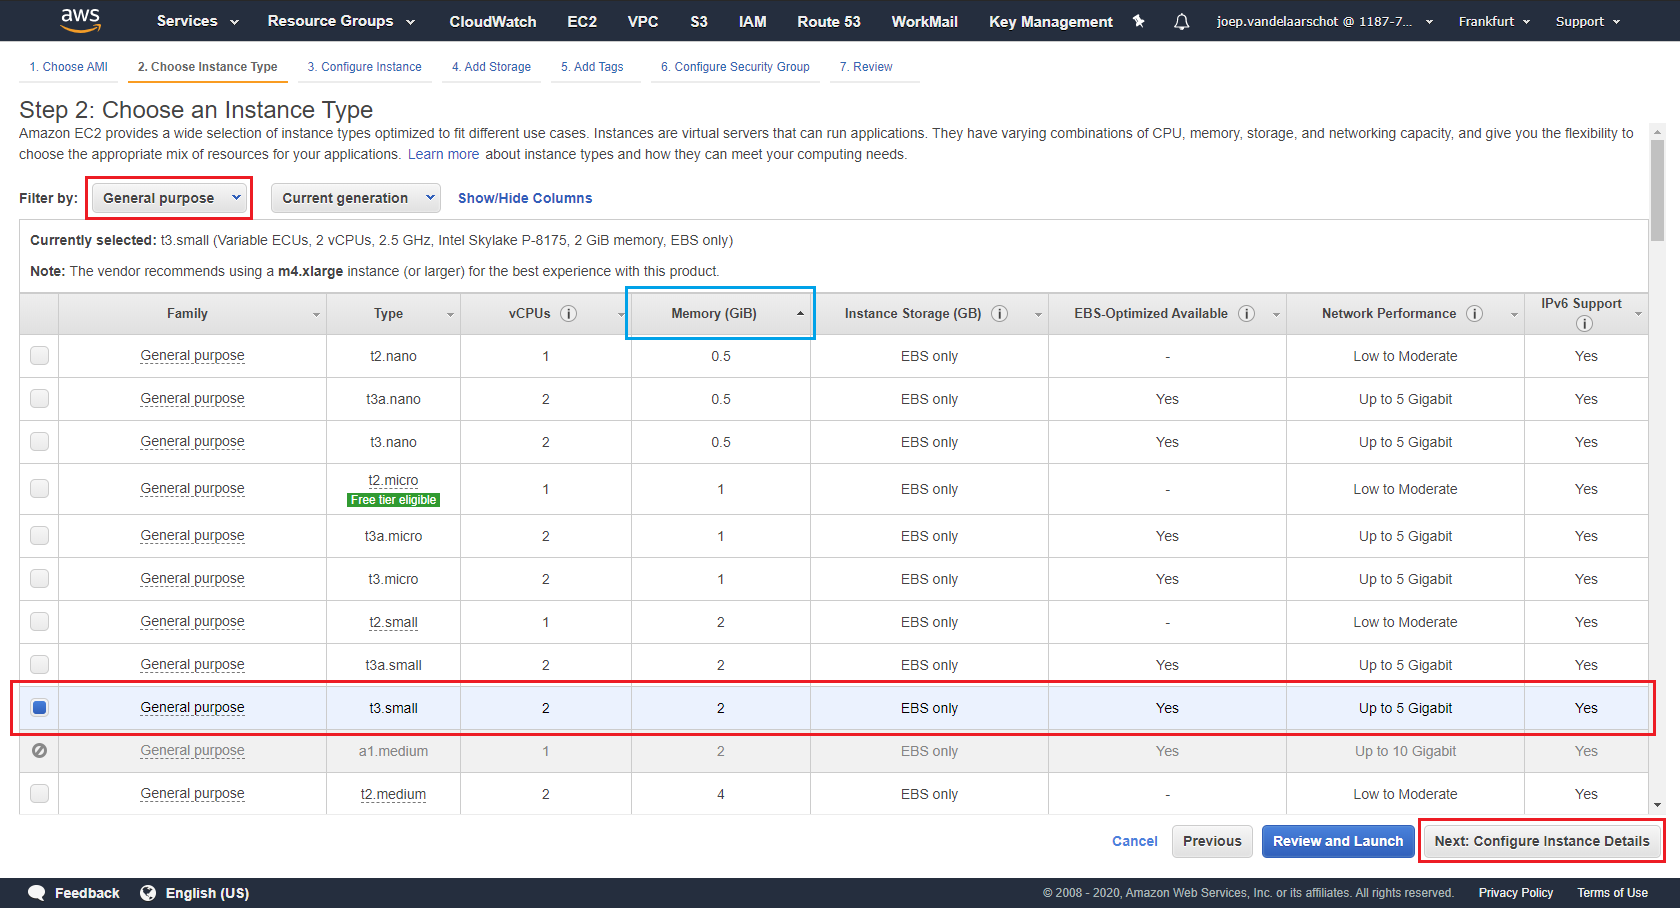 aws Services Resource Groups CloudWatch EC2 VPC S3 IAM Route 53 WorkMail Key Management joep.vandelaarschot @ 1187-7... Frankfurt Support
1. Choose AMI 2. Choose Instance Type 3. Configure Instance 4. Add Storage 5. Add Tags 6. Configure Security Group 7. Review
Step 2: Choose an Instance Type
Amazon EC2 provides a wide selection of instance types optimized to fit different use cases. Instances are virtual servers that can run applications. They have varying combinations of CPU, memory, storage, and networking capacity, and give you the flexibility to
choose the appropriate mix of resources for your applications. Learn more about instance types and how they can meet your computing needs.
Filter by: General purpose Current generation Show/Hide Columns
Currently selected: t3.small (Variable ECUs, 2 vCPUs, 2.5 GHz, Intel Skylake P-8175, 2 GiB memory, EBS only)
Note: The vendor recommends using a m4.xlarge instance (or larger) for the best experience with this product.
Family Type vCPUs i Memory (GiB) Instance Storage (GB) i EBS-Optimized Available i Network Performance i IPv6 Support i
General purpose t2.nano 1 0.5 EBS only - Low to Moderate Yes
General purpose t3a.nano 2 0.5 EBS only Yes Up to 5 Gigabit Yes
General purpose t3.nano 2 0.5 EBS only Yes Up to 5 Gigabit Yes
General purpose t2.micro Free tier eligible 1 1 EBS only - Low to Moderate Yes
General purpose t3a.micro 2 1 EBS only Yes Up to 5 Gigabit Yes
General purpose t3.micro 2 1 EBS only Yes Up to 5 Gigabit Yes
General purpose t2.small 1 2 EBS only - Low to Moderate Yes
General purpose t3a.small 2 2 EBS only Yes Up to 5 Gigabit Yes
General purpose t3.small 2 2 EBS only Yes Up to 5 Gigabit Yes
General purpose a1.medium 1 2 EBS only Yes Up to 10 Gigabit Yes
General purpose t2.medium 2 4 EBS only - Low to Moderate Yes
Cancel Previous Review and Launch Next: Configure Instance Details
Feedback English (US) © 2008 - 2020, Amazon Web Services, Inc. or its affiliates. All rights reserved. Privacy Policy Terms of Use